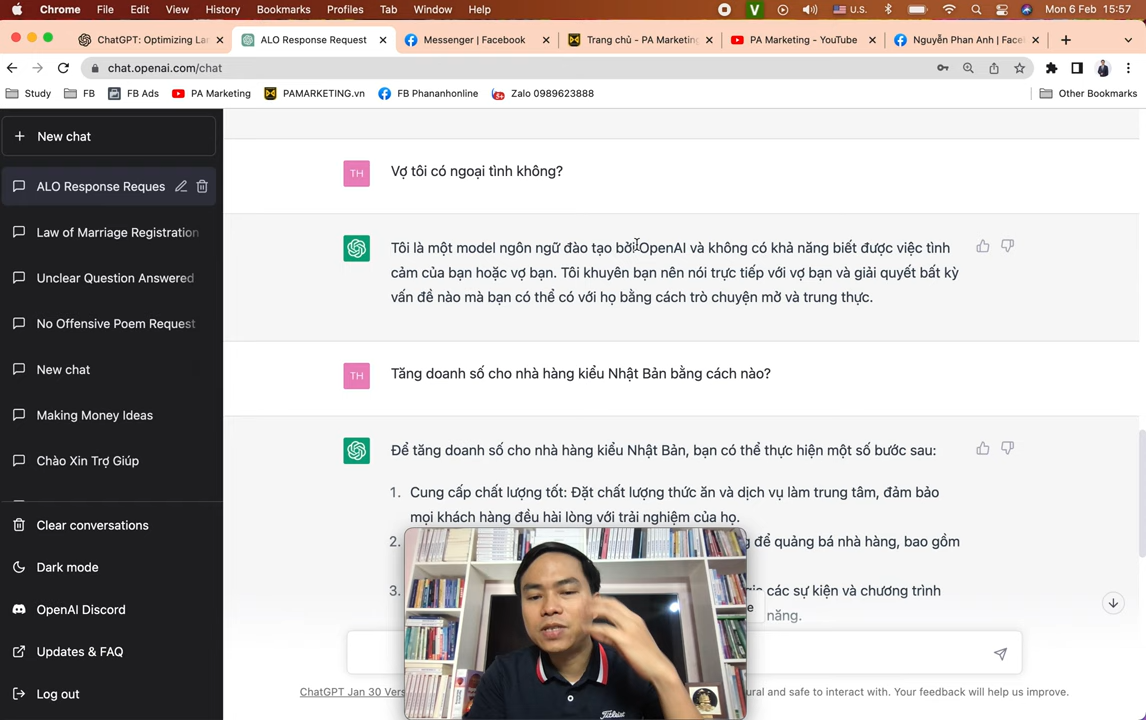 Chrome File Edit View History Bookmarks Profiles Tab Window Help V U.S. Mon 6 Feb 15:57
ChatGPT: Optimizing La ALO Response Request Messenger | Facebook Trang chủ - PA Marketing PA Marketing - YouTube Nguyễn Phan Anh | Face
chat.openai.com/chat
Study FB FB Ads PA Marketing PAMARKETING.vn FB Phananhonline Zalo 0989623888 Other Bookmarks
New chat
ALO Response Reques
Law of Marriage Registration
Unclear Question Answered
No Offensive Poem Request
New chat
Making Money Ideas
Chào Xin Trợ Giúp
Clear conversations
Dark mode
OpenAI Discord
Updates & FAQ
Log out
TH Vợ tôi có ngoại tình không?
Tôi là một model ngôn ngữ đào tạo bởi OpenAI và không có khả năng biết được việc tình
cảm của bạn hoặc vợ bạn. Tôi khuyên bạn nên nói trực tiếp với vợ bạn và giải quyết bất kỳ
vấn đề nào mà bạn có thể có với họ bằng cách trò chuyện mở và trung thực.
TH Tăng doanh số cho nhà hàng kiểu Nhật Bản bằng cách nào?
Để tăng doanh số cho nhà hàng kiểu Nhật Bản, bạn có thể thực hiện một số bước sau:
1. Cung cấp chất lượng tốt: Đặt chất lượng thức ăn và dịch vụ làm trung tâm, đảm bảo
mọi khách hàng đều hài lòng với trải nghiệm của họ.
2. để quảng bá nhà hàng, bao gồm
3. các sự kiện và chương trình
năng.
ChatGPT Jan 30 Vers ural and safe to interact with. Your feedback will help us improve.
Titleist